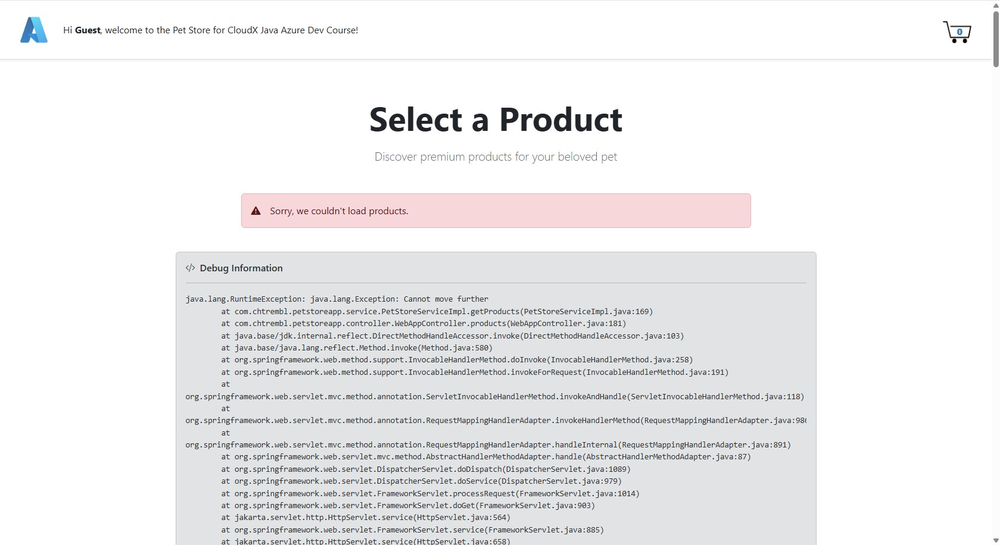 Hi Guest, welcome to the Pet Store for CloudX Java Azure Dev Course!
0
Select a Product
Discover premium products for your beloved pet
Sorry, we couldn't load products.
</> Debug Information
java.lang.RuntimeException: java.lang.Exception: Cannot move further
at com.chtrembl.petstoreapp.service.PetStoreServiceImpl.getProducts(PetStoreServiceImpl.java:169)
at com.chtrembl.petstoreapp.controller.WebAppController.products(WebAppController.java:181)
at java.base/jdk.internal.reflect.DirectMethodHandleAccessor.invoke(DirectMethodHandleAccessor.java:103)
at java.base/java.lang.reflect.Method.invoke(Method.java:580)
at org.springframework.web.method.support.InvocableHandlerMethod.doInvoke(InvocableHandlerMethod.java:258)
at org.springframework.web.method.support.InvocableHandlerMethod.invokeForRequest(InvocableHandlerMethod.java:191)
at
org.springframework.web.servlet.mvc.method.annotation.ServletInvocableHandlerMethod.invokeAndHandle(ServletInvocableHandlerMethod.java:118)
at
org.springframework.web.servlet.mvc.method.annotation.RequestMappingHandlerAdapter.invokeHandlerMethod(RequestMappingHandlerAdapter.java:986
at
org.springframework.web.servlet.mvc.method.annotation.RequestMappingHandlerAdapter.handleInternal(RequestMappingHandlerAdapter.java:891)
at org.springframework.web.servlet.mvc.method.AbstractHandlerMethodAdapter.handle(AbstractHandlerMethodAdapter.java:87)
at org.springframework.web.servlet.DispatcherServlet.doDispatch(DispatcherServlet.java:1089)
at org.springframework.web.servlet.DispatcherServlet.doService(DispatcherServlet.java:979)
at org.springframework.web.servlet.FrameworkServlet.processRequest(FrameworkServlet.java:1014)
at org.springframework.web.servlet.FrameworkServlet.doGet(FrameworkServlet.java:903)
at jakarta.servlet.http.HttpServlet.service(HttpServlet.java:564)
at org.springframework.web.servlet.FrameworkServlet.service(FrameworkServlet.java:885)
at jakarta.servlet.http.HttpServlet.service(HttpServlet.java:658)